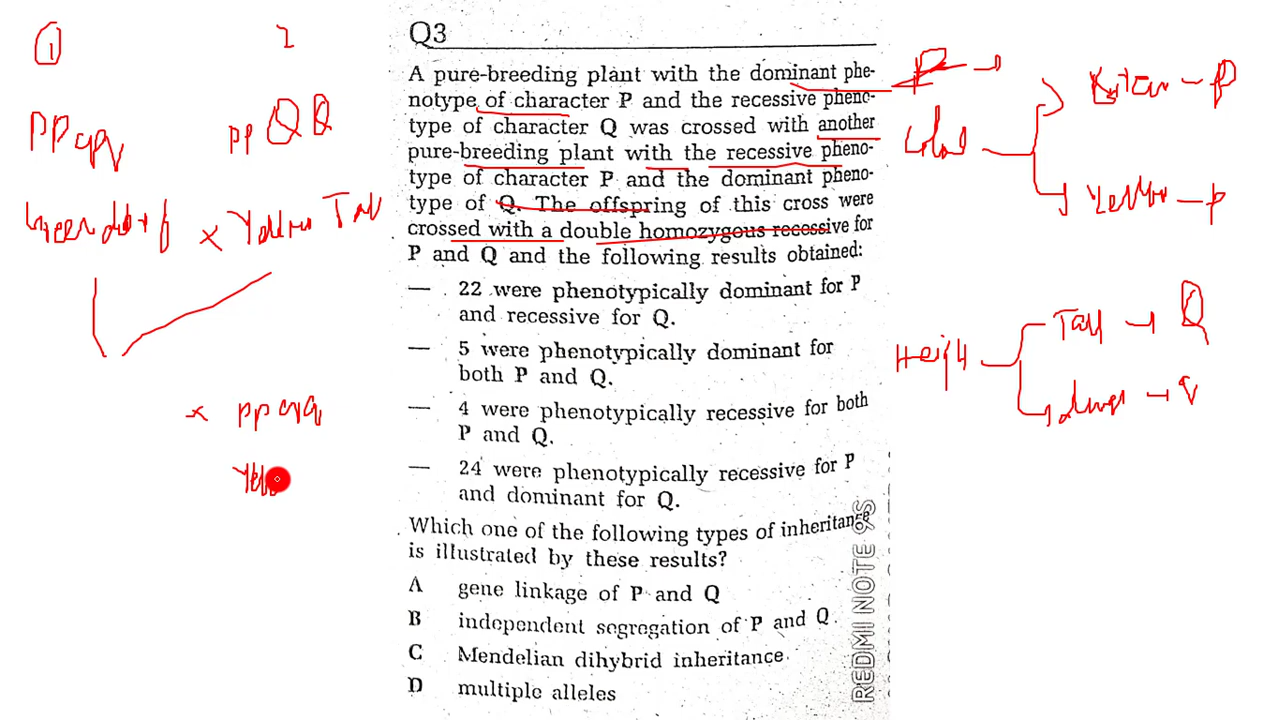 Q3
A pure-breeding plant with the dominant phe-
notype of character P and the recessive pheno-
type of character Q was crossed with another
pure-breeding plant with the recessive pheno-
type of character P and the dominant pheno-
type of Q. The offspring of this cross were
crossed with a double homozygous recessive for
P and Q and the following results obtained:
— 22 were phenotypically dominant for P
and recessive for Q.
— 5 were phenotypically dominant for
both P and Q.
— 4 were phenotypically recessive for both
P and Q.
— 24 were phenotypically recessive for P
and dominant for Q.
Which one of the following types of inheritance
is illustrated by these results?
A gene linkage of P and Q
B independent segregation of P and Q.
C Mendelian dihybrid inheritance.
D multiple alleles
REDMI NOTE 9S
1 2
PPqq ppQQ
x Yellow Tall
x ppqq
P
Yellow – p
Tall → Q
Height